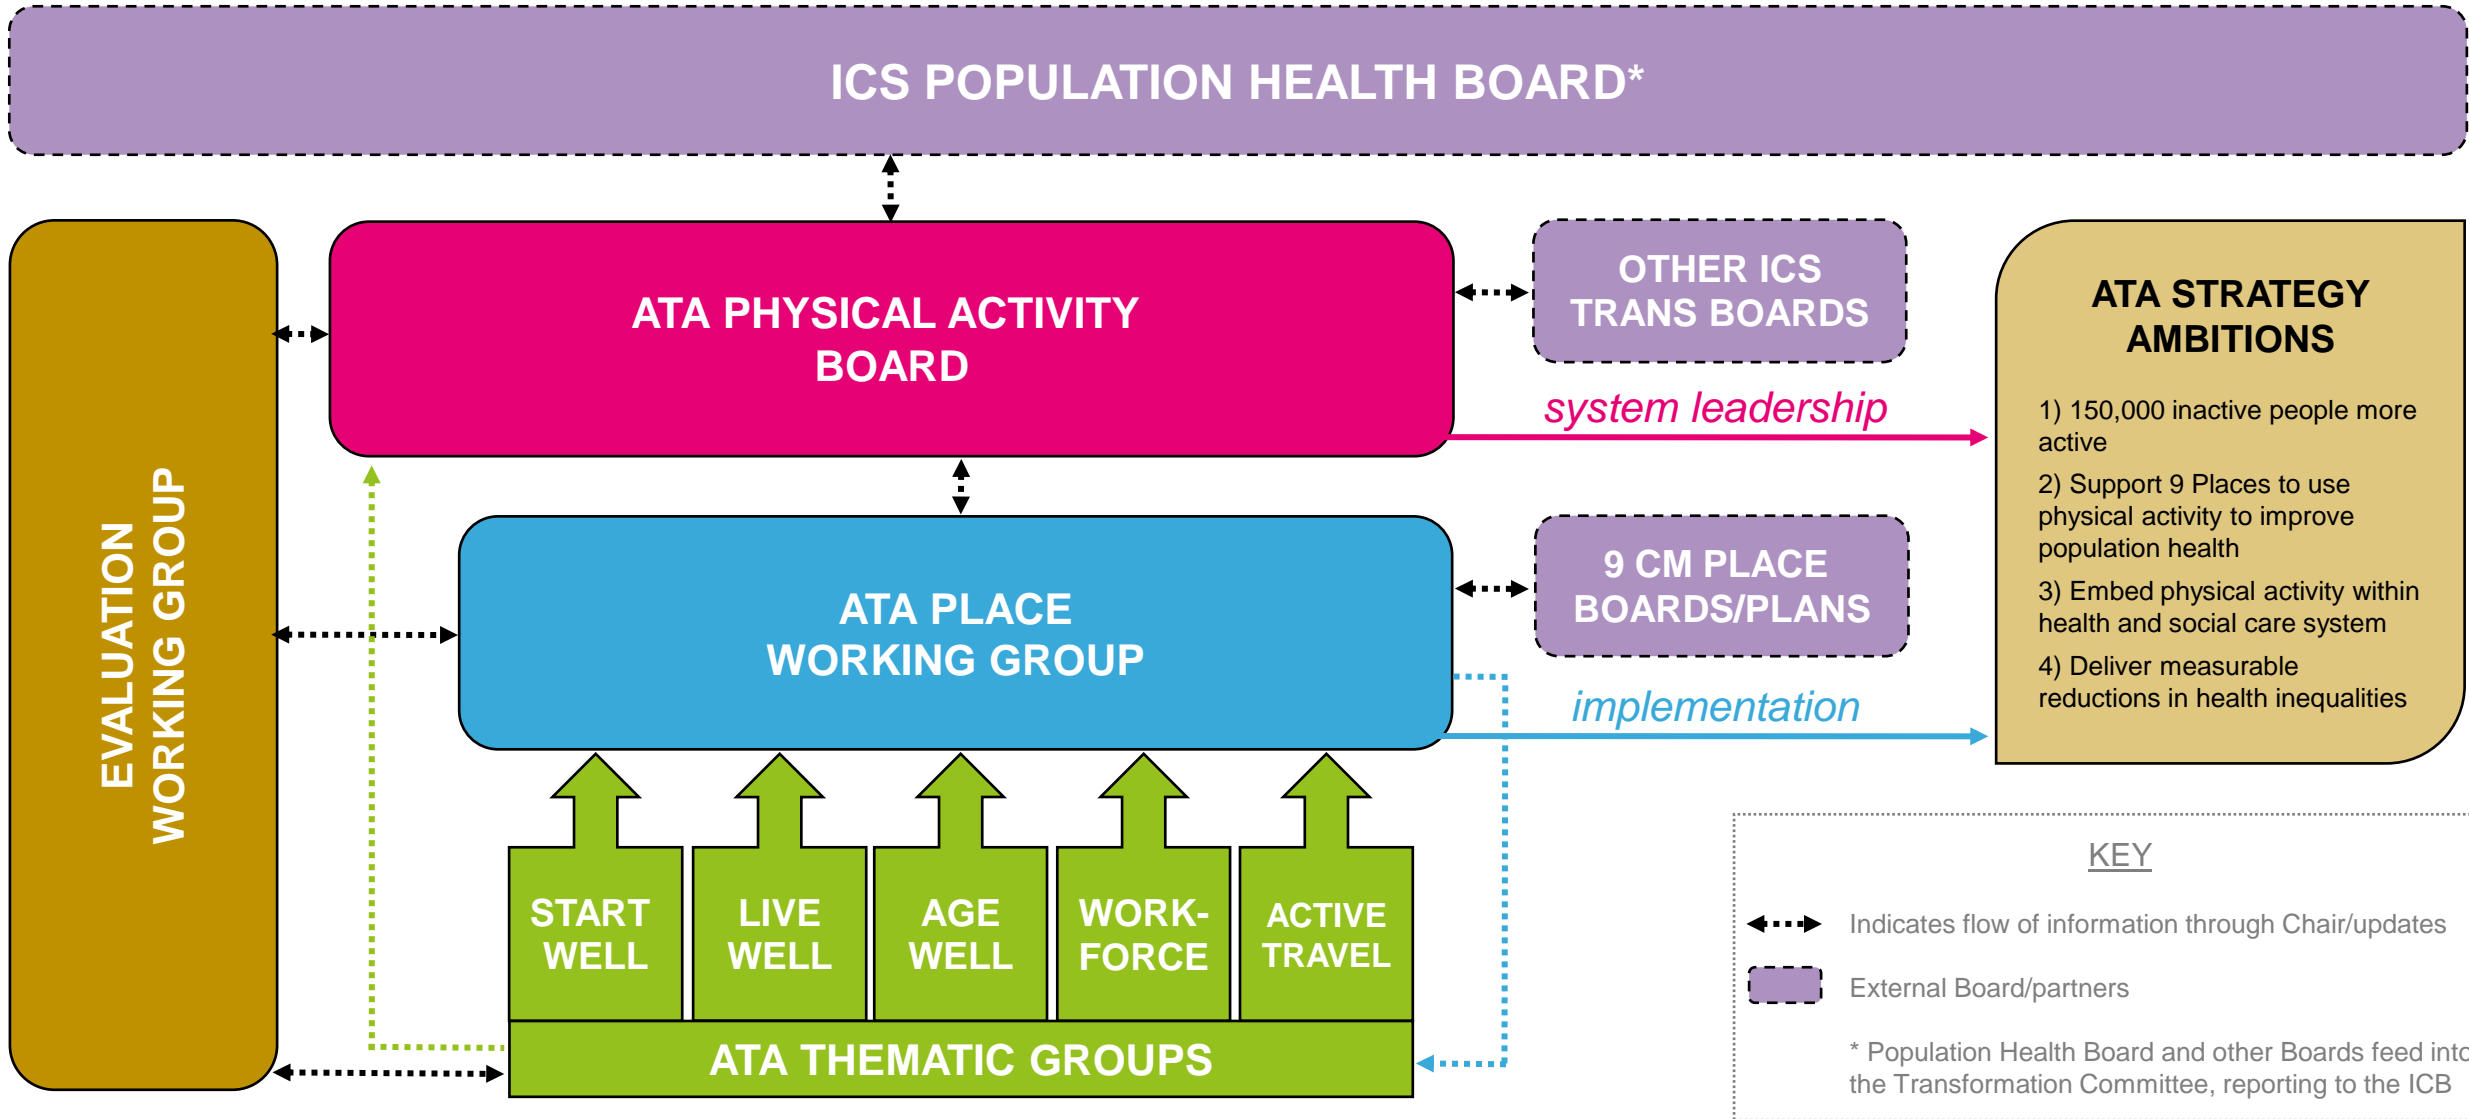 ICS POPULATION HEALTH BOARD*
EVALUATION
WORKING GROUP
ATA PHYSICAL ACTIVITY
BOARD
OTHER ICS
TRANS BOARDS
system leadership
ATA STRATEGY
AMBITIONS
1) 150,000 inactive people more
active
2) Support 9 Places to use
physical activity to improve
population health
3) Embed physical activity within
health and social care system
4) Deliver measurable
reductions in health inequalities
ATA PLACE
WORKING GROUP
9 CM PLACE
BOARDS/PLANS
implementation
START
WELL
LIVE
WELL
AGE
WELL
WORK-
FORCE
ACTIVE
TRAVEL
ATA THEMATIC GROUPS
KEY
Indicates flow of information through Chair/updates
External Board/partners
* Population Health Board and other Boards feed into
the Transformation Committee, reporting to the ICB